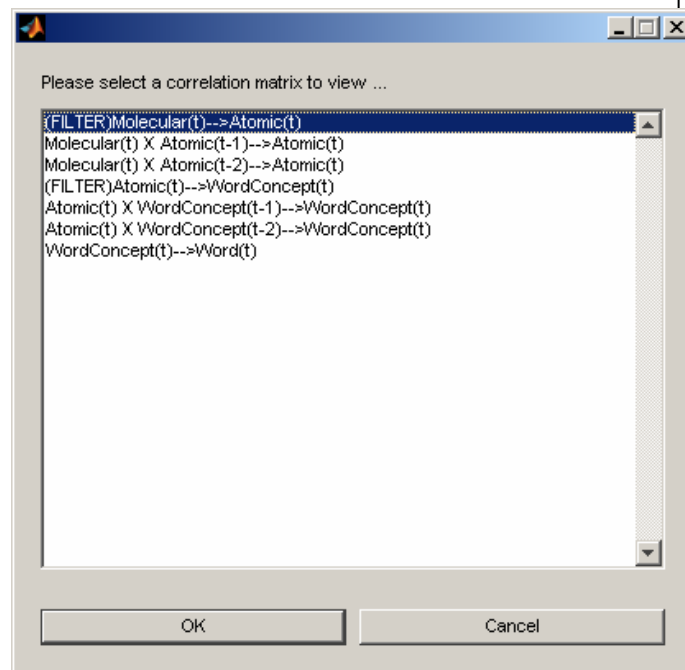 Please select a correlation matrix to view ...
(FILTER)Molecular(t)-->Atomic(t)
Molecular(t) X Atomic(t-1)-->Atomic(t)
Molecular(t) X Atomic(t-2)-->Atomic(t)
(FILTER)Atomic(t)-->WordConcept(t)
Atomic(t) X WordConcept(t-1)-->WordConcept(t)
Atomic(t) X WordConcept(t-2)-->WordConcept(t)
WordConcept(t)-->Word(t)
OK Cancel